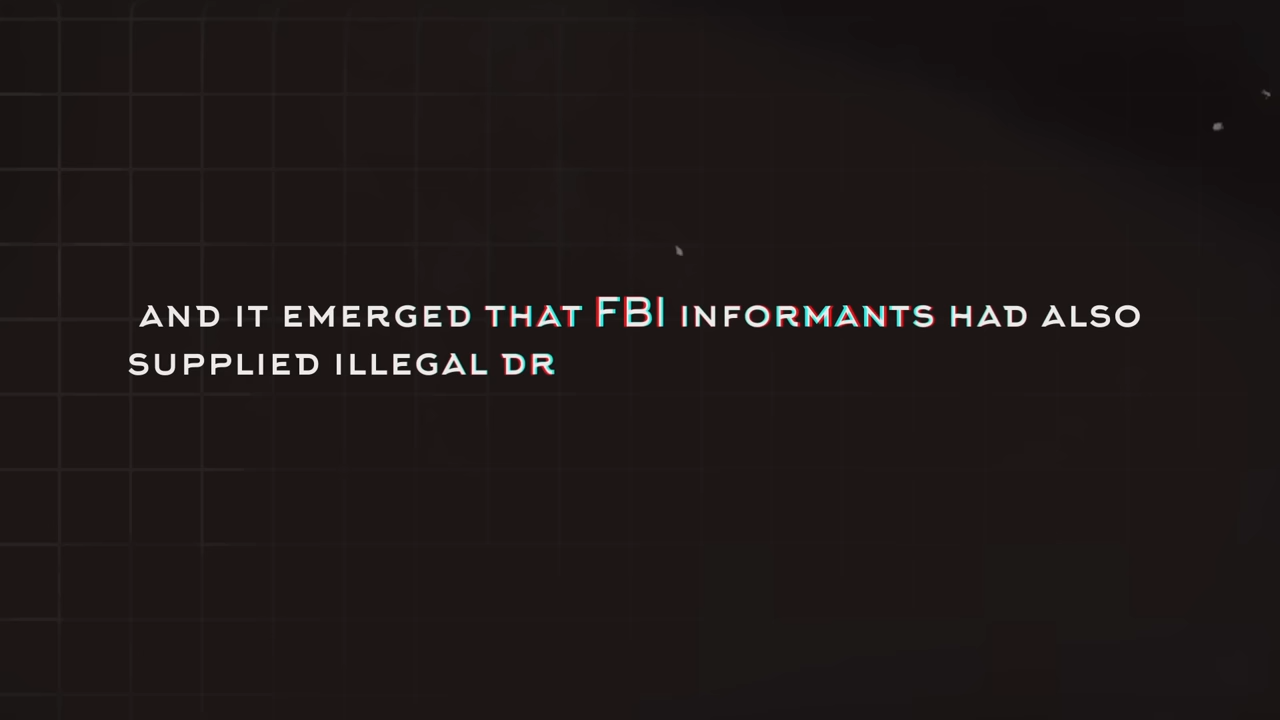 AND IT EMERGED THAT FBI INFORMANTS HAD ALSO
SUPPLIED ILLEGAL DR